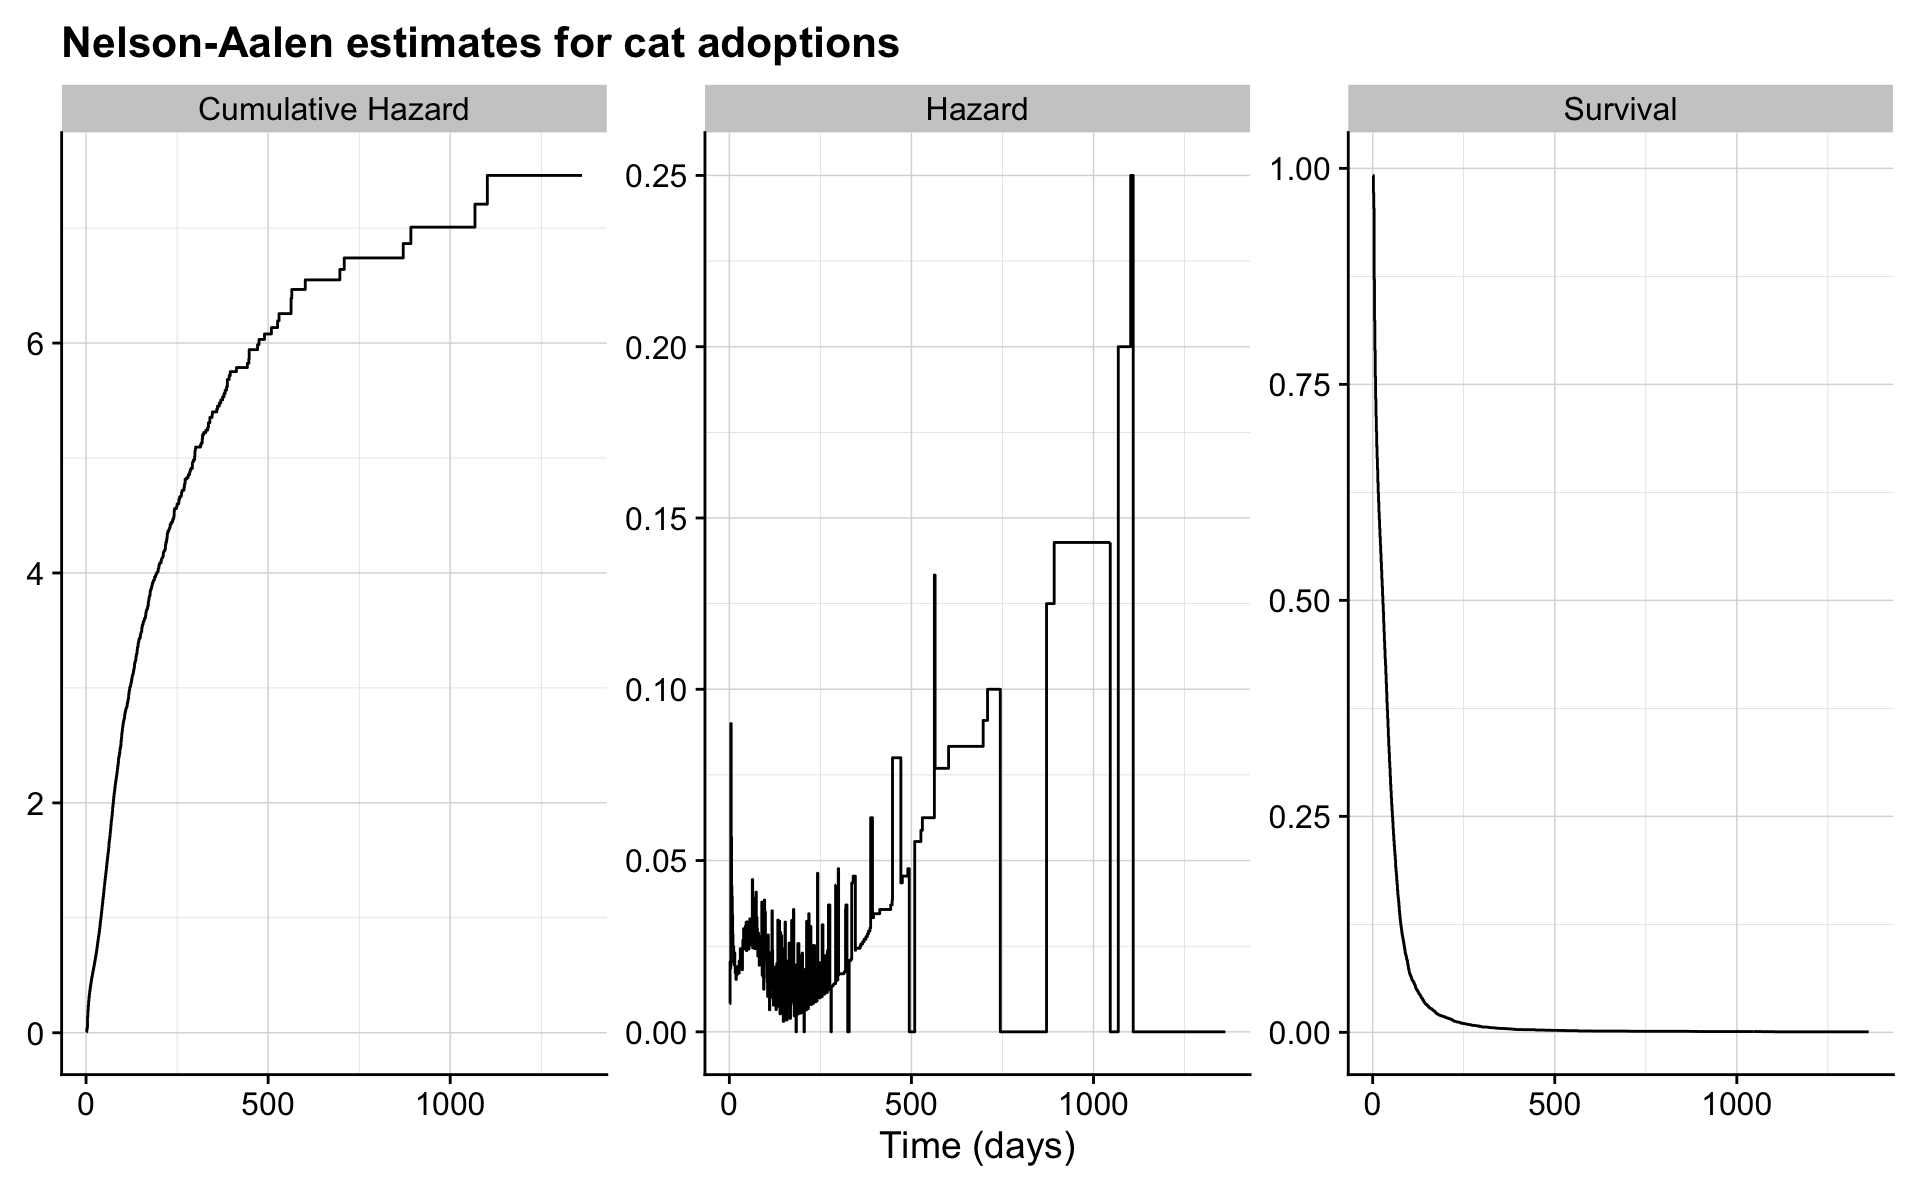 Nelson-Aalen estimates for cat adoptions
Cumulative Hazard
6
4
2
0
0 500 1000
Hazard
0.25
0.20
0.15
0.10
0.05
0.00
0 500 1000
Survival
1.00
0.75
0.50
0.25
0.00
0 500 1000
Time (days)